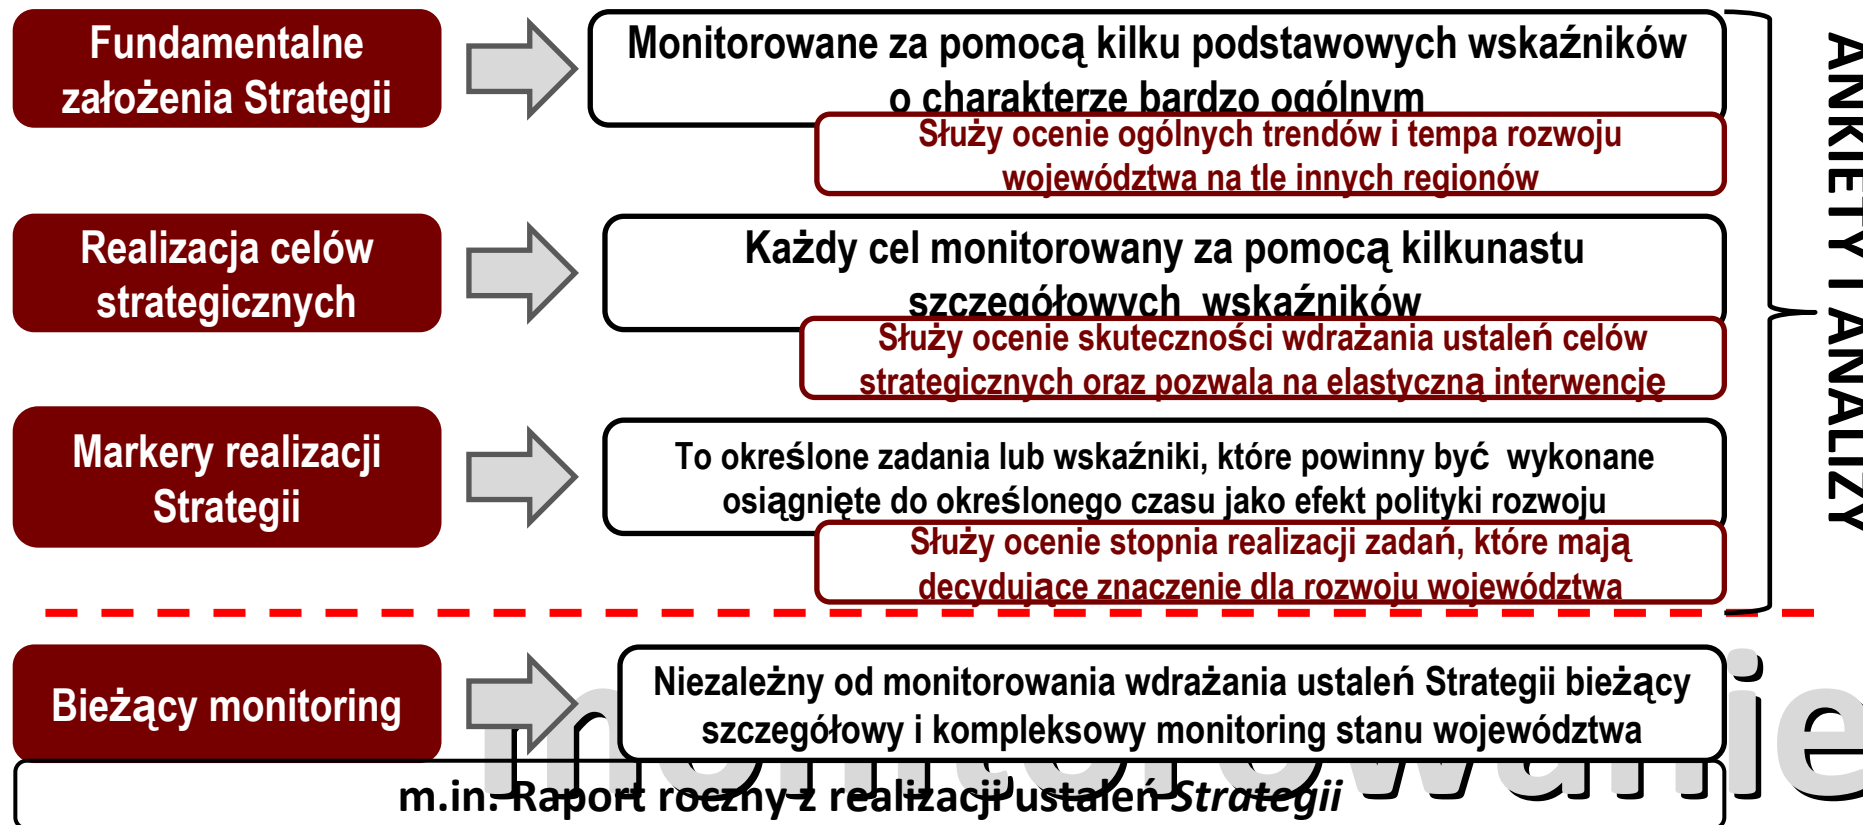 Fundamentalne
założenia Strategii
Monitorowane za pomocą kilku podstawowych wskaźników
o charakterze bardzo ogólnym
Służy ocenie ogólnych trendów i tempa rozwoju
województwa na tle innych regionów
Realizacja celów
strategicznych
Każdy cel monitorowany za pomocą kilkunastu
szczegółowych wskaźników
Służy ocenie skuteczności wdrażania ustaleń celów
strategicznych oraz pozwala na elastyczną interwencję
Markery realizacji
Strategii
To określone zadania lub wskaźniki, które powinny być wykonane
osiągnięte do określonego czasu jako efekt polityki rozwoju
Służy ocenie stopnia realizacji zadań, które mają
decydujące znaczenie dla rozwoju województwa
ANKIETY I ANALIZY
Bieżący monitoring
Niezależny od monitorowania wdrażania ustaleń Strategii bieżący
szczegółowy i kompleksowy monitoring stanu województwa
monitorowanie
m.in. Raport roczny z realizacji ustaleń Strategii